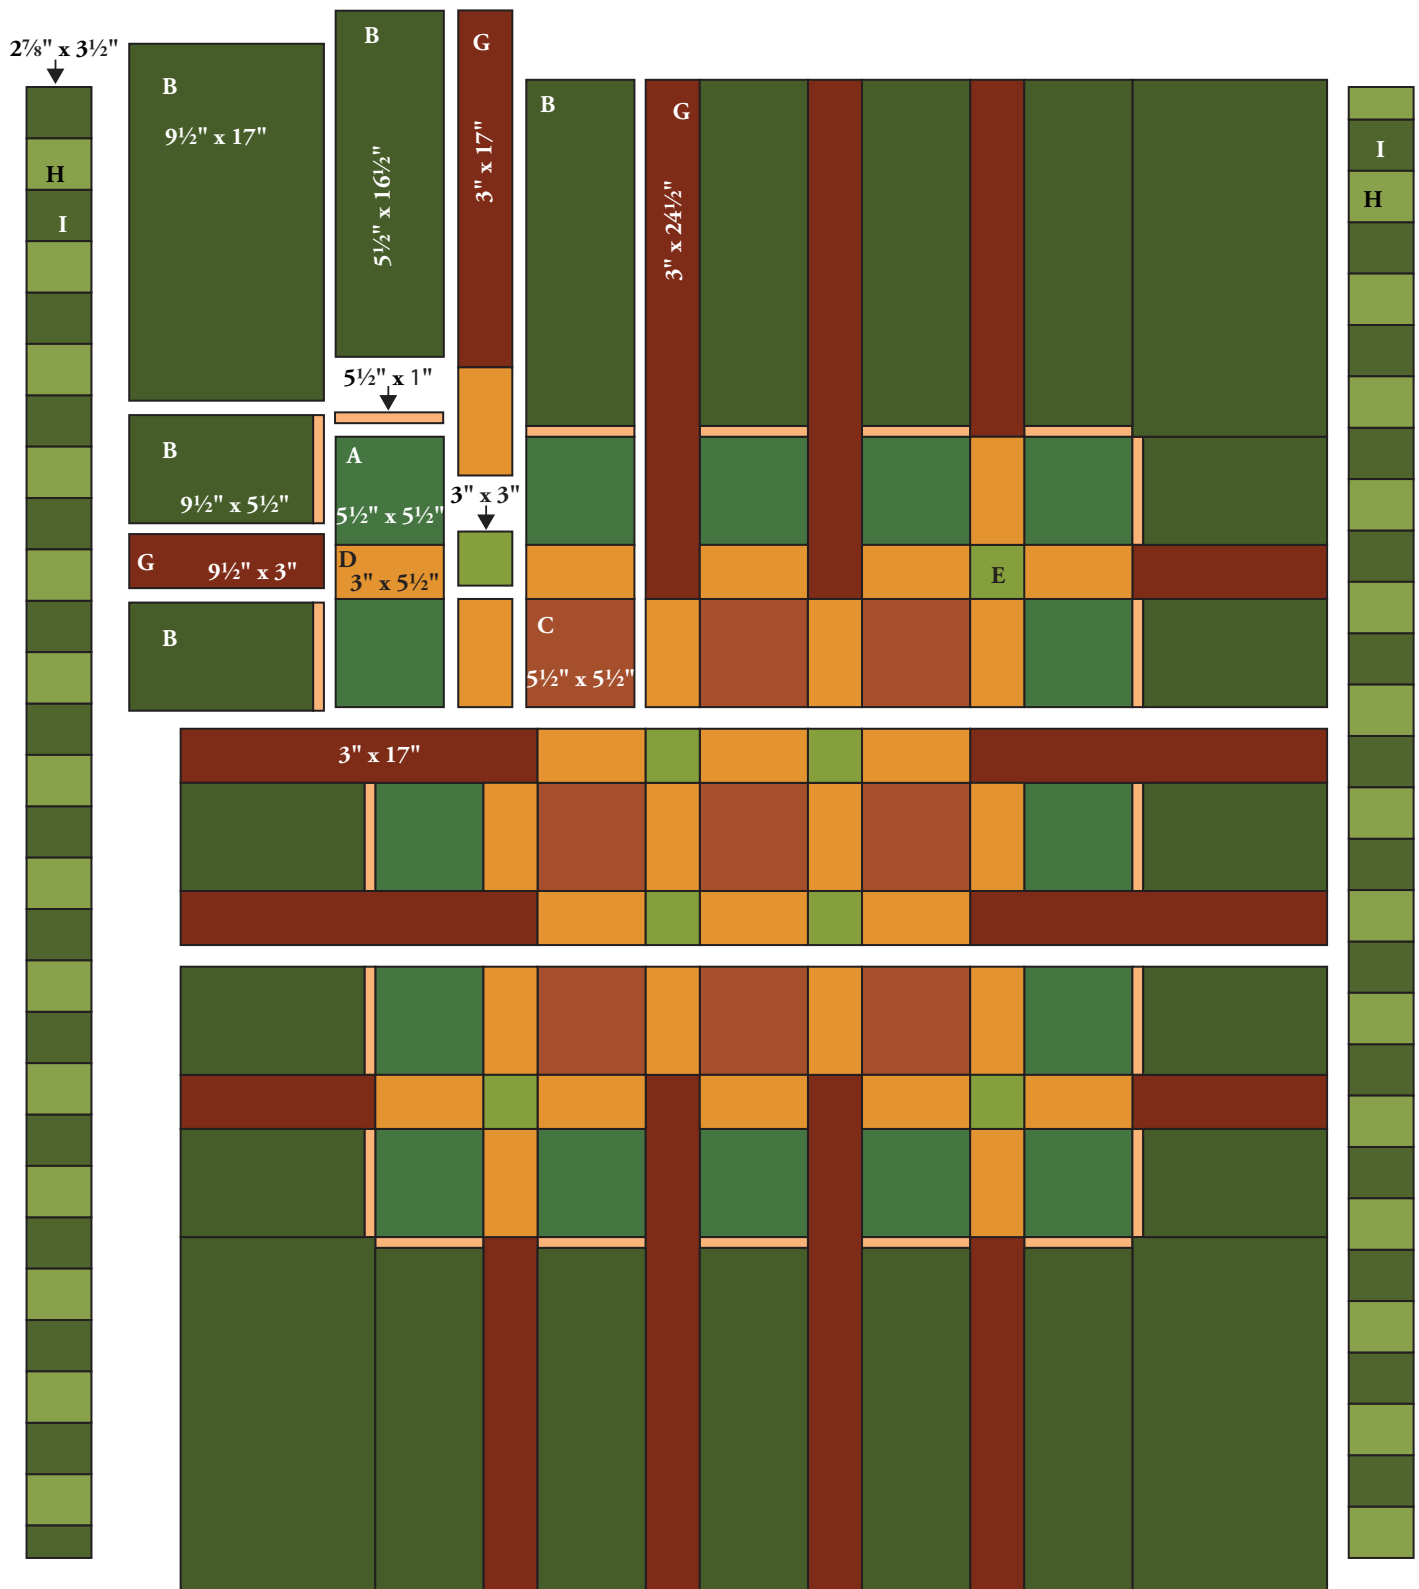 2⅞" x 3½"
H
I
B
9½" x 17"
B
5½" x 16½"
G
3" x 17"
B
G
3" x 24½"
I
H
5½" x 1"
B
9½" x 5½"
A
5½" x 5½"
3" x 3"
G
9½" x 3"
D
3" x 5½"
E
B
C
5½" x 5½"
3" x 17"